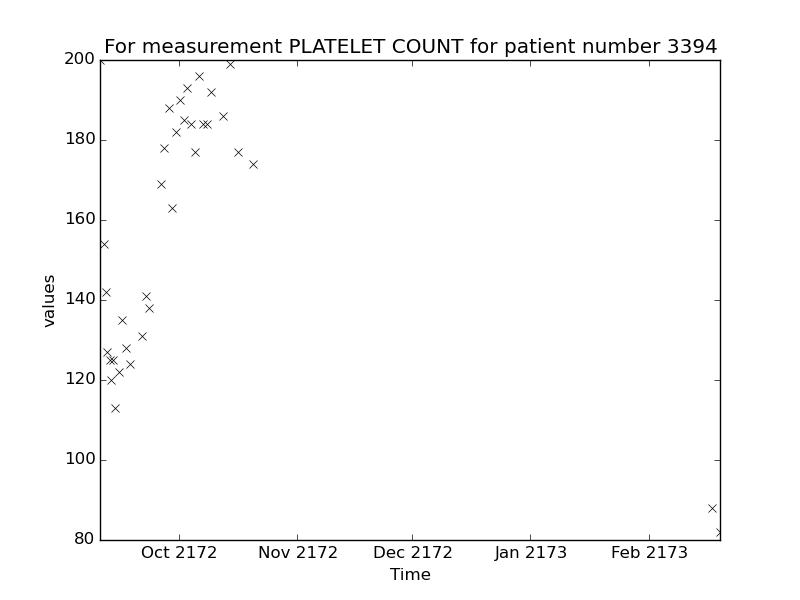 For measurement PLATELET COUNT for patient number 3394
200
180
160
140
120
100
80
values
Oct 2172 Nov 2172 Dec 2172 Jan 2173 Feb 2173
Time